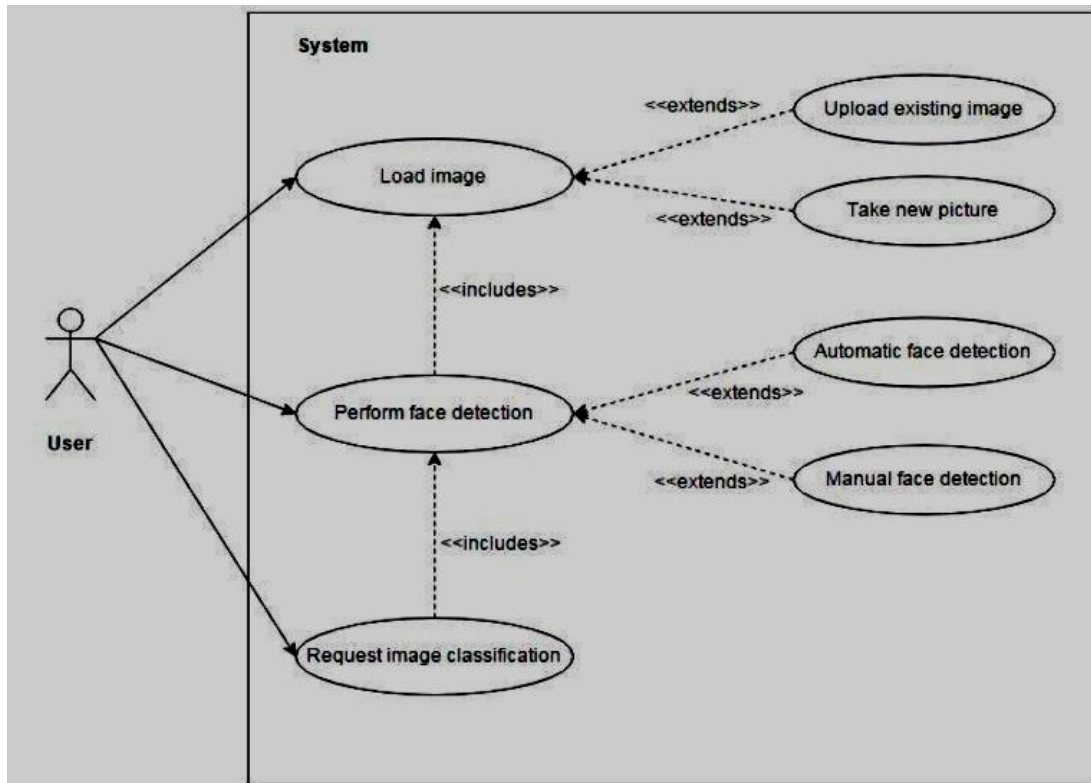 System
<<extends>>
Upload existing image
Load image
<<extends>>
Take new picture
<<includes>>
Automatic face detection
<<extends>>
Perform face detection
User
<<extends>>
Manual face detection
<<includes>>
Request image classification